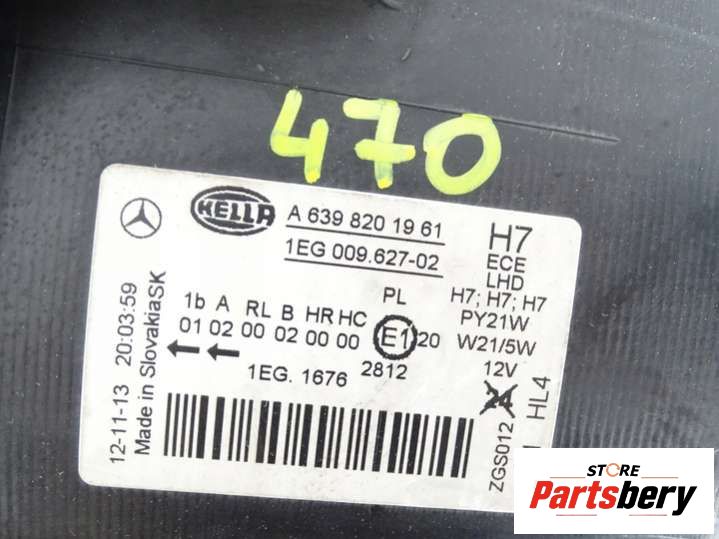 470
HELLA
A 639 820 19 61
1EG 009.627-02
H7
ECE
LHD
H7; H7; H7
PY21W
W21/5W
12V
24
PL
1b A RL B HR HC
01 02 00 02 00 00 E1 20
1EG. 1676 2812
12-11-13 20:03:59
Made in SlovakiaSK
ZGS012
HL4
STORE
Partsbery